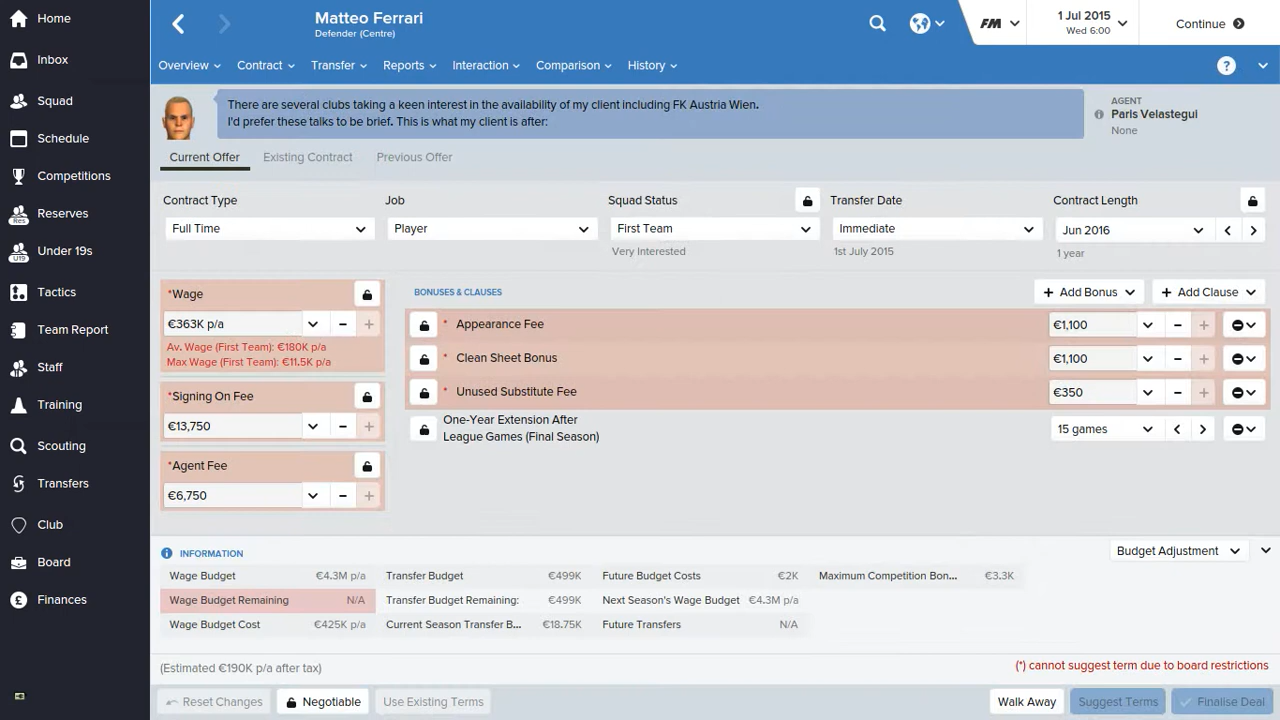 Home
Inbox
Squad
Schedule
Competitions
Reserves
Res
Under 19s
U19
Tactics
Team Report
Staff
Training
Scouting
Transfers
Club
Board
Finances
Matteo Ferrari
Defender (Centre)
FM
1 Jul 2015
Wed 6:00
Continue
Overview
Contract
Transfer
Reports
Interaction
Comparison
History
?
There are several clubs taking a keen interest in the availability of my client including FK Austria Wien.
I'd prefer these talks to be brief. This is what my client is after:
AGENT
Paris Velastegui
None
Current Offer
Existing Contract
Previous Offer
Contract Type
Job
Squad Status
Transfer Date
Contract Length
Full Time
Player
First Team
Immediate
Jun 2016
Very Interested
1st July 2015
1 year
*Wage
€363K p/a
Av. Wage (First Team): €180K p/a
Max Wage (First Team): €11.5K p/a
*Signing On Fee
€13,750
*Agent Fee
€6,750
BONUSES & CLAUSES
Add Bonus
Add Clause
* Appearance Fee €1,100
* Clean Sheet Bonus €1,100
* Unused Substitute Fee €350
One-Year Extension After
League Games (Final Season)
15 games
INFORMATION
Budget Adjustment
Wage Budget €4.3M p/a
Transfer Budget €499K
Future Budget Costs €2K
Maximum Competition Bon... €3.3K
Wage Budget Remaining N/A
Transfer Budget Remaining: €499K
Next Season's Wage Budget €4.3M p/a
Wage Budget Cost €425K p/a
Current Season Transfer B... €18.75K
Future Transfers N/A
(Estimated €190K p/a after tax)
(*) cannot suggest term due to board restrictions
Reset Changes
Negotiable
Use Existing Terms
Walk Away
Suggest Terms
Finalise Deal